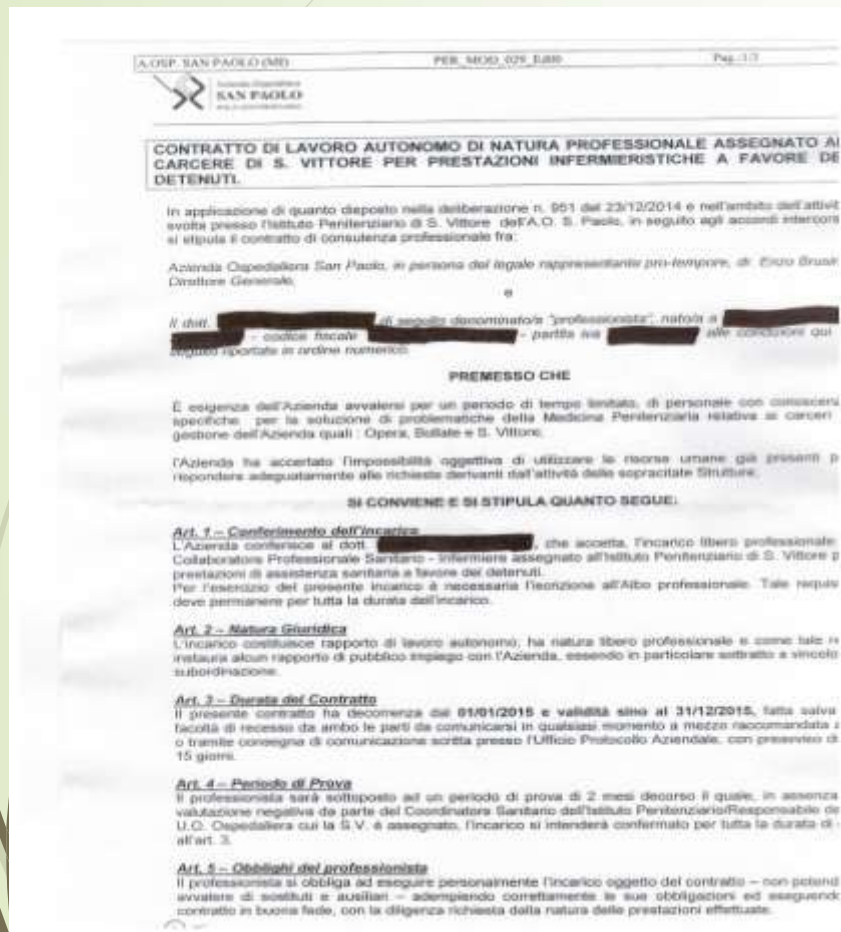 A.OSP. SAN PAOLO (MI) PER_MOD_029_Ed00 Pag. 1/3
Azienda Ospedaliera
SAN PAOLO
CONTRATTO DI LAVORO AUTONOMO DI NATURA PROFESSIONALE ASSEGNATO AL
CARCERE DI S. VITTORE PER PRESTAZIONI INFERMIERISTICHE A FAVORE DE
DETENUTI.
In applicazione di quanto disposto nella deliberazione n. 951 del 23/12/2014 e nell'ambito dell'attivit
svolta presso l'Istituto Penitenziario di S. Vittore dell'A.O. S. Paolo, in seguito agli accordi intercors
si stipula il contratto di consulenza professionale fra:
Azienda Ospedaliera San Paolo, in persona del legale rappresentante pro-tempore, dr. Enzo Brusin
Direttore Generale,
e
Il dott. di seguito denominato/a "professionista", nato/a a
- codice fiscale - partita iva alle condizioni qui
seguito riportate in ordine numerico.
PREMESSO CHE
È esigenza dell'Azienda avvalersi per un periodo di tempo limitato, di personale con conoscenz
specifiche per la soluzione di problematiche della Medicina Penitenziaria relativa ai carceri
gestione dell'Azienda quali : Opera, Bollate e S. Vittore,
l'Azienda ha accertato l'impossibilità oggettiva di utilizzare le risorse umane già presenti p
rispondere adeguatamente alle richieste derivanti dall'attività delle sopracitate Strutture;
SI CONVIENE E SI STIPULA QUANTO SEGUE:
Art. 1 – Conferimento dell'incarico
L'Azienda conferisce al dott. , che accetta, l'incarico libero professionale
Collaboratore Professionale Sanitario - Infermiere assegnato all'Istituto Penitenziario di S. Vittore p
prestazioni di assistenza sanitaria a favore dei detenuti.
Per l'esercizio del presente incarico è necessaria l'iscrizione all'Albo professionale. Tale requis
deve permanere per tutta la durata dell'incarico.
Art. 2 – Natura Giuridica
L'incarico costituisce rapporto di lavoro autonomo; ha natura libero professionale e come tale n
instaura alcun rapporto di pubblico impiego con l'Azienda, essendo in particolare sottratto a vincolo
subordinazione.
Art. 3 – Durata del Contratto
Il presente contratto ha decorrenza dal 01/01/2015 e validità sino al 31/12/2015, fatta salva
facoltà di recesso da ambo le parti da comunicarsi in qualsiasi momento a mezzo raccomandata a
o tramite consegna di comunicazione scritta presso l'Ufficio Protocollo Aziendale, con preavviso di
15 giorni.
Art. 4 – Periodo di Prova
Il professionista sarà sottoposto ad un periodo di prova di 2 mesi decorso il quale, in assenza
valutazione negativa da parte del Coordinatore Sanitario dell'Istituto Penitenziario/Responsabile de
U.O. Ospedaliera cui la S.V. è assegnato, l'incarico si intenderà confermato per tutta la durata di
all'art. 3.
Art. 5 – Obblighi del professionista
Il professionista si obbliga ad eseguire personalmente l'incarico oggetto del contratto – non potend
avvalere di sostituti e ausiliari – adempiendo correttamente le sue obbligazioni ed eseguendo
contratto in buona fede, con la diligenza richiesta dalla natura delle prestazioni effettuate.